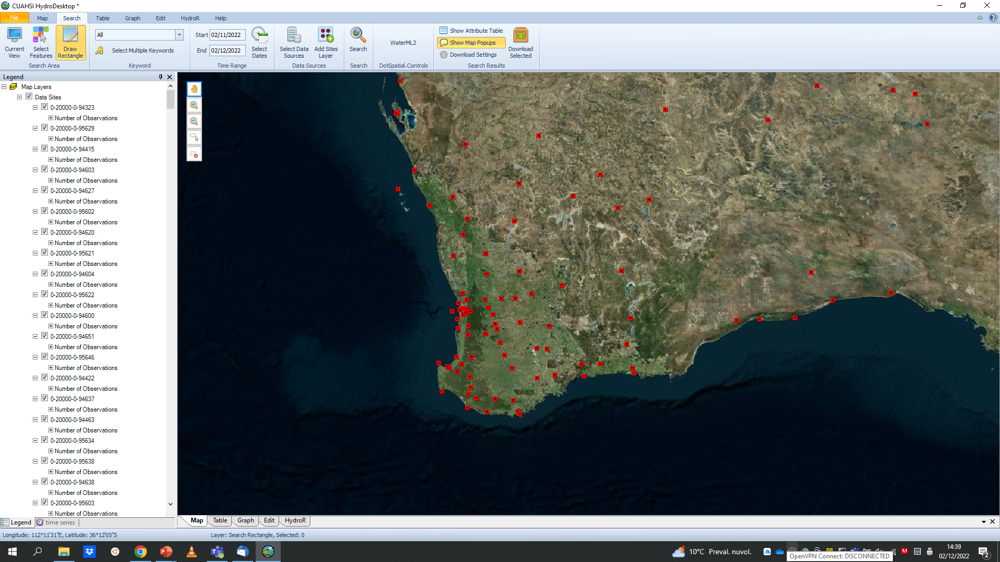 CUAHSI HydroDesktop *
File Map Search Table Graph Edit HydroR Help
Current View
Select Features
Draw Rectangle
Search Area
All
Select Multiple Keywords
Keyword
Start 02/11/2022
End 02/12/2022
Select Dates
Time Range
Select Data Sources
Add Sites Layer
Data Sources
Search
Search
WaterML2
DotSpatial.Controls
Show Attribute Table
Show Map Popups
Download Settings
Download Selected
Search Results
Legend
Map Layers
Data Sites
0-20000-0-94323
Number of Observations
0-20000-0-95629
Number of Observations
0-20000-0-94415
Number of Observations
0-20000-0-94603
Number of Observations
0-20000-0-94627
Number of Observations
0-20000-0-95602
Number of Observations
0-20000-0-94620
Number of Observations
0-20000-0-95621
Number of Observations
0-20000-0-94604
Number of Observations
0-20000-0-95622
Number of Observations
0-20000-0-94600
Number of Observations
0-20000-0-94651
Number of Observations
0-20000-0-95646
Number of Observations
0-20000-0-94422
Number of Observations
0-20000-0-94637
Number of Observations
0-20000-0-94463
Number of Observations
0-20000-0-95634
Number of Observations
0-20000-0-95638
Number of Observations
0-20000-0-94638
Number of Observations
0-20000-0-95603
Number of Observations
Legend time series
Map Table Graph Edit HydroR
Longitude: 112°11'31"E, Latitude: 36°12'05"S
Layer: Search Rectangle, Selected: 0
10°C Preval. nuvol.
OpenVPN Connect: DISCONNECTED
14:39
02/12/2022
2